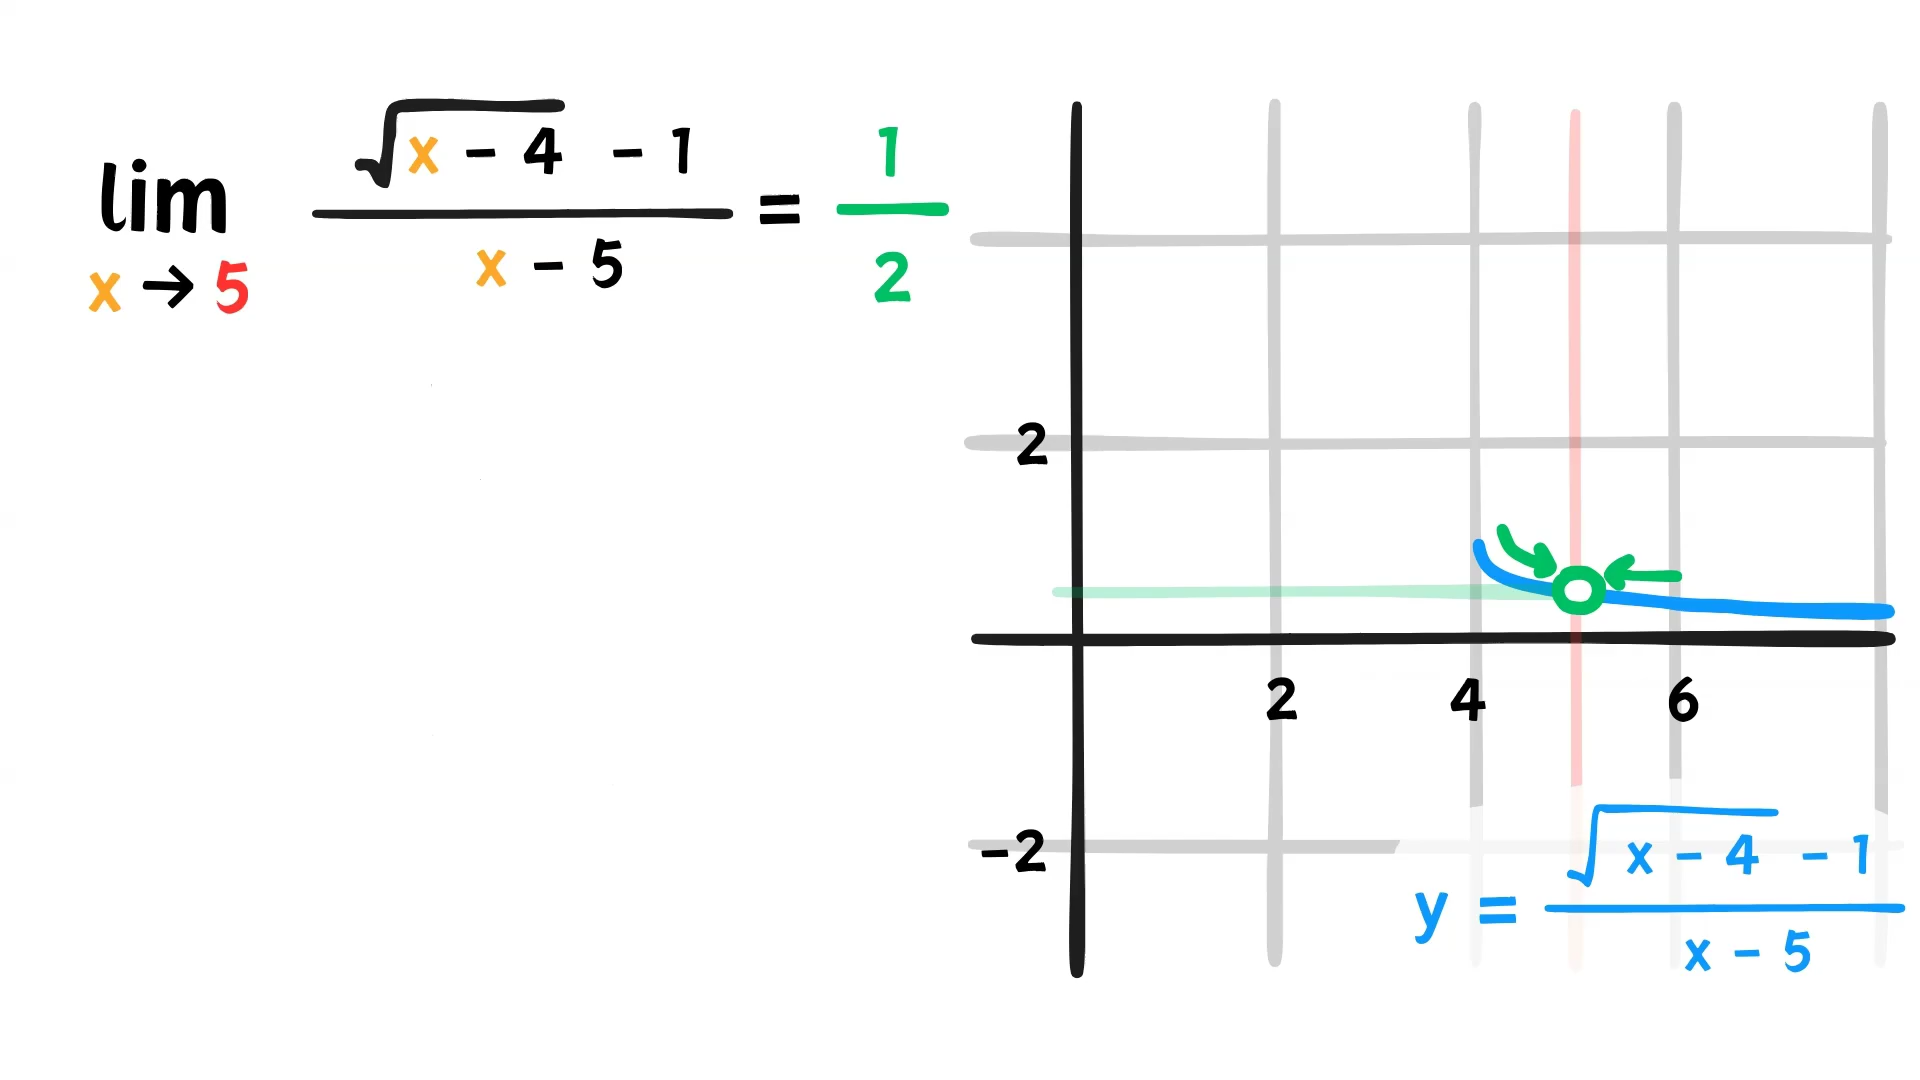 lim x → 5 √(x - 4) - 1 / x - 5 = 1 / 2
2
2 4 6
-2
y = √(x - 4) - 1 / x - 5